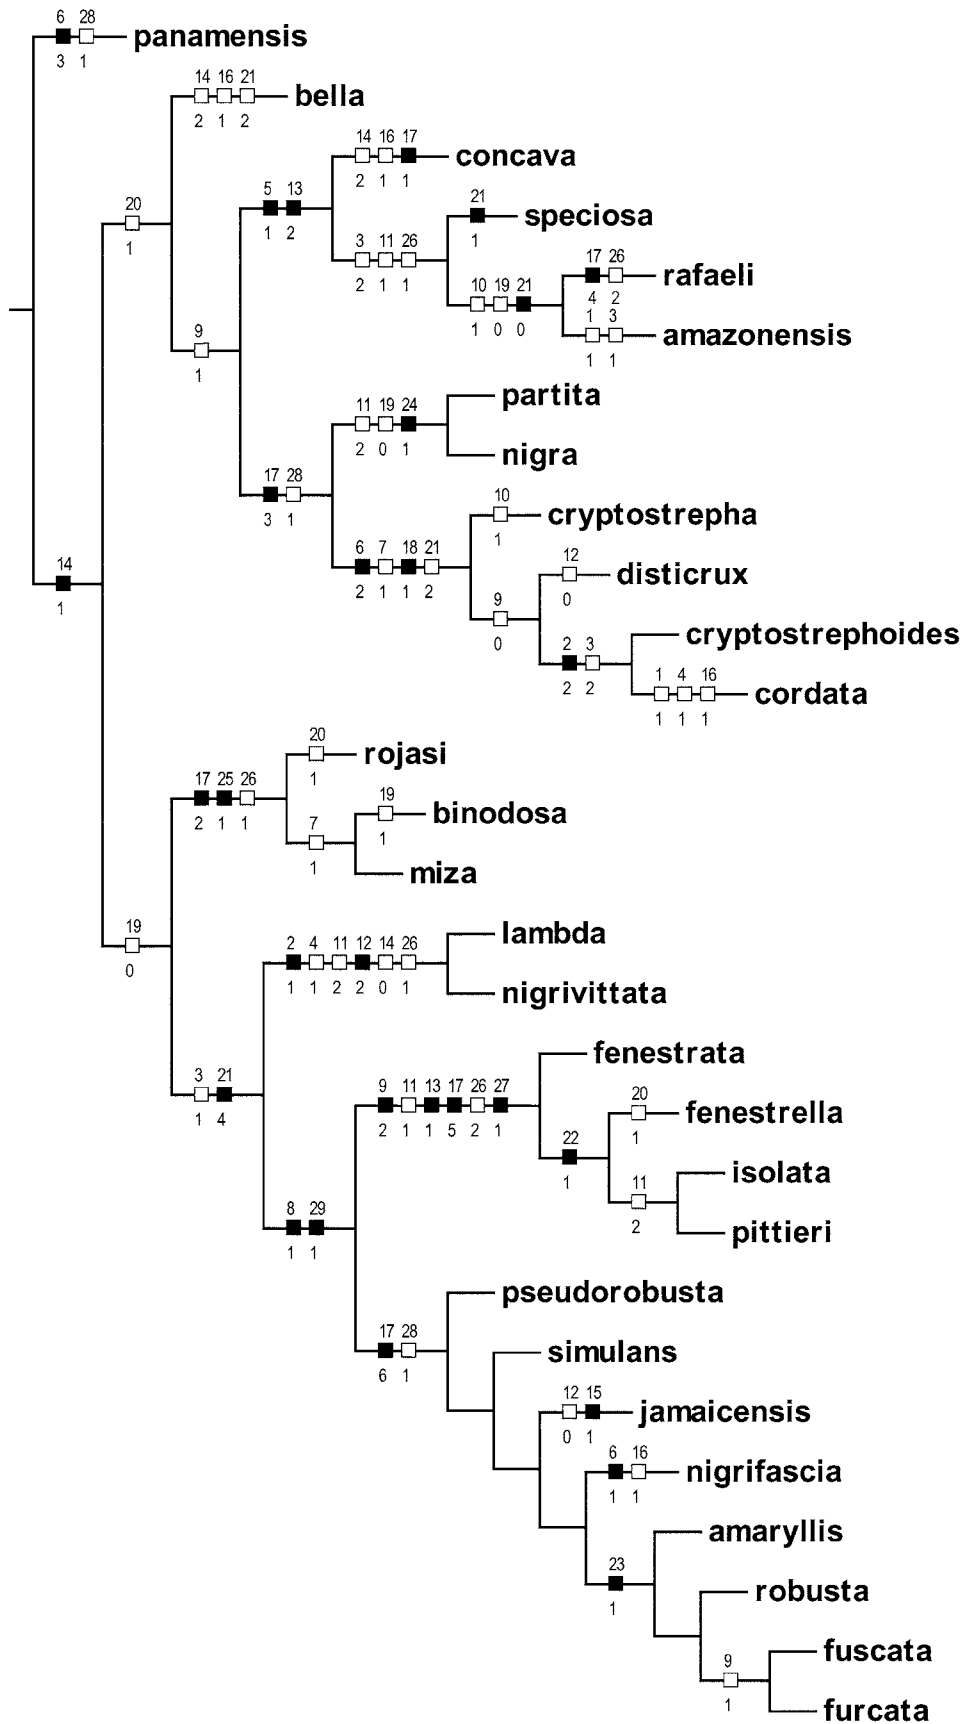 6 28
panamensis
3 1
14 16 21
bella
2 1 2
14 16 17
concava
2 1 1
5 13
1 2
21
speciosa
1
20
1
3 11 26
2 1 1
17 26
rafaeli
4 2
10 19 21
1 0 0
1 3
amazonensis
1 1
9
1
partita
11 19 24
2 0 1
nigra
17 28
3 1
10
cryptostrepha
1
6 7 18 21
2 1 1 2
12
disticrux
0
14
1
9
0
cryptostrephoides
2 3
2 2
1 4 16
cordata
1 1 1
20
rojasi
1
17 25 26
2 1 1
19
binodosa
1
7
1
miza
19
0
lambda
2 4 11 12 14 26
1 1 2 2 0 1
nigrivittata
fenestrata
3 21
1 4
9 11 13 17 26 27
2 1 1 5 2 1
20
fenestrella
1
22
1
isolata
11
2
pittieri
8 29
1 1
pseudorobusta
17 28
6 1
simulans
12 15
jamaicensis
0 1
6 16
nigrifascia
1 1
amaryllis
23
1
robusta
fuscata
9
1
furcata